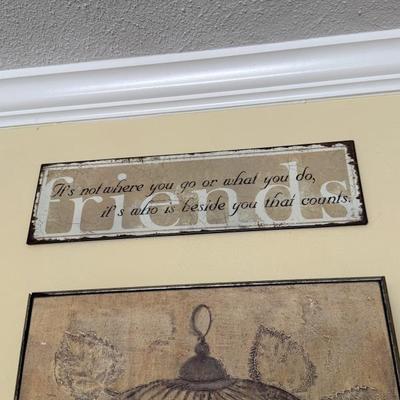 friends
It's not where you go or what you do,
it's who is beside you that counts.